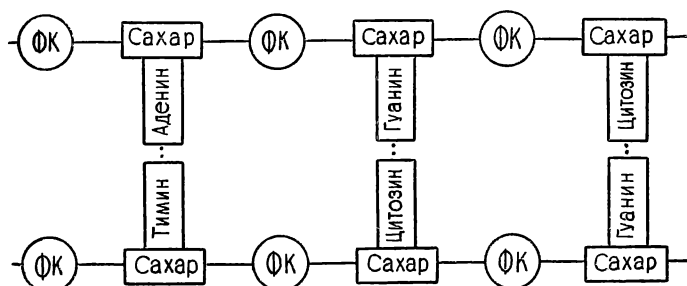 ФК Сахар ФК Сахар ФК Сахар
Аденин Гуанин Цитозин
Тимин Цитозин Гуанин
ФК Сахар ФК Сахар ФК Сахар